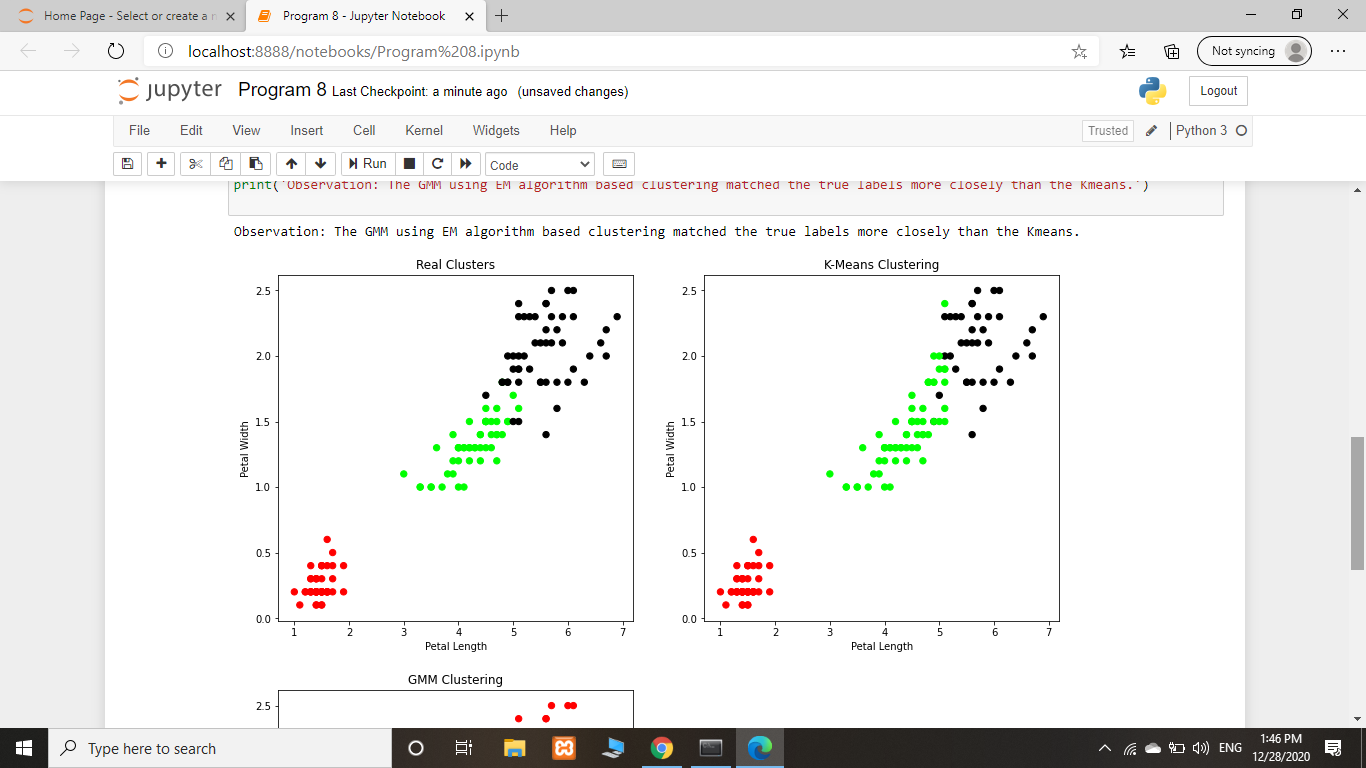 Home Page - Select or create a n
Program 8 - Jupyter Notebook
localhost:8888/notebooks/Program%208.ipynb
Not syncing
jupyter Program 8 Last Checkpoint: a minute ago (unsaved changes)
Logout
File Edit View Insert Cell Kernel Widgets Help
Trusted
Python 3
Run
Code
print('Observation: The GMM using EM algorithm based clustering matched the true labels more closely than the Kmeans.')
Observation: The GMM using EM algorithm based clustering matched the true labels more closely than the Kmeans.
Real Clusters
2.5
2.0
1.5
1.0
0.5
0.0
Petal Width
1 2 3 4 5 6 7
Petal Length
K-Means Clustering
2.5
2.0
1.5
1.0
0.5
0.0
Petal Width
1 2 3 4 5 6 7
Petal Length
GMM Clustering
2.5
Type here to search
ENG
1:46 PM
12/28/2020